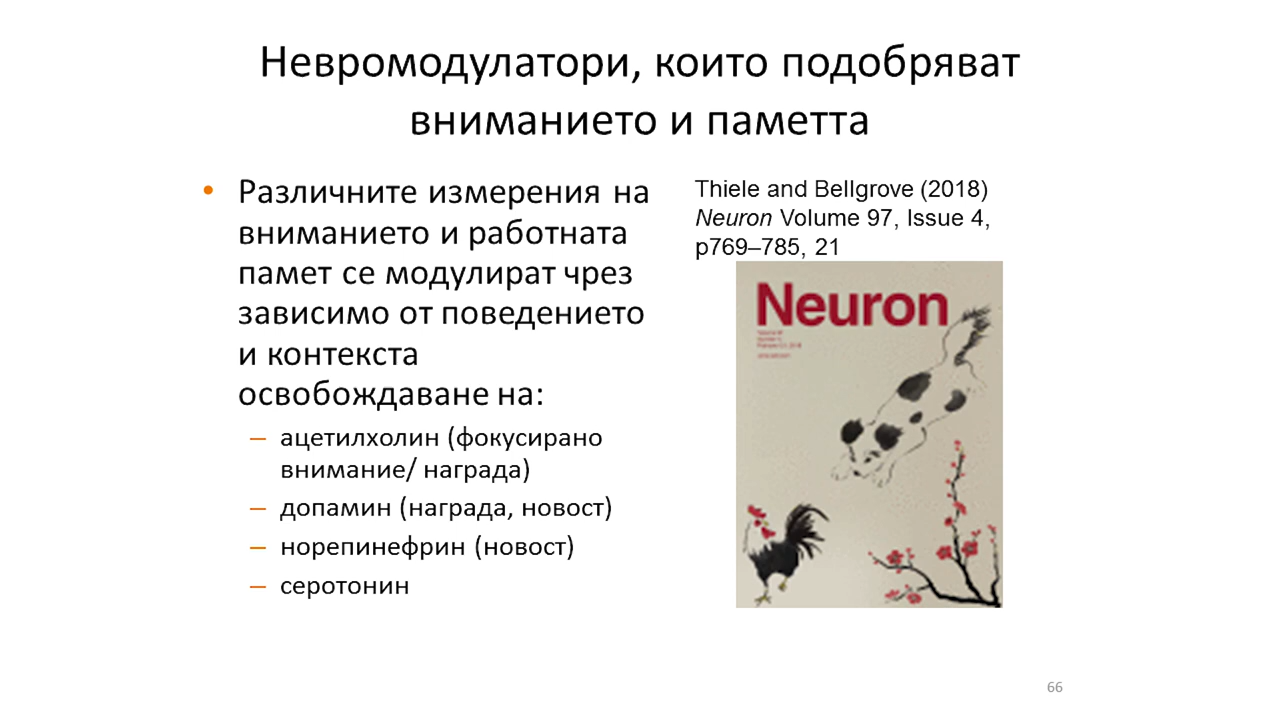 Невромодулатори, които подобряват
вниманието и паметта
• Различните измерения на
вниманието и работната
памет се модулират чрез
зависимо от поведението
и контекста
освобождаване на:
– ацетилхолин (фокусирано
внимание/ награда)
– допамин (награда, новост)
– норепинефрин (новост)
– серотонин
Thiele and Bellgrove (2018)
Neuron Volume 97, Issue 4,
p769–785, 21
Neuron
66